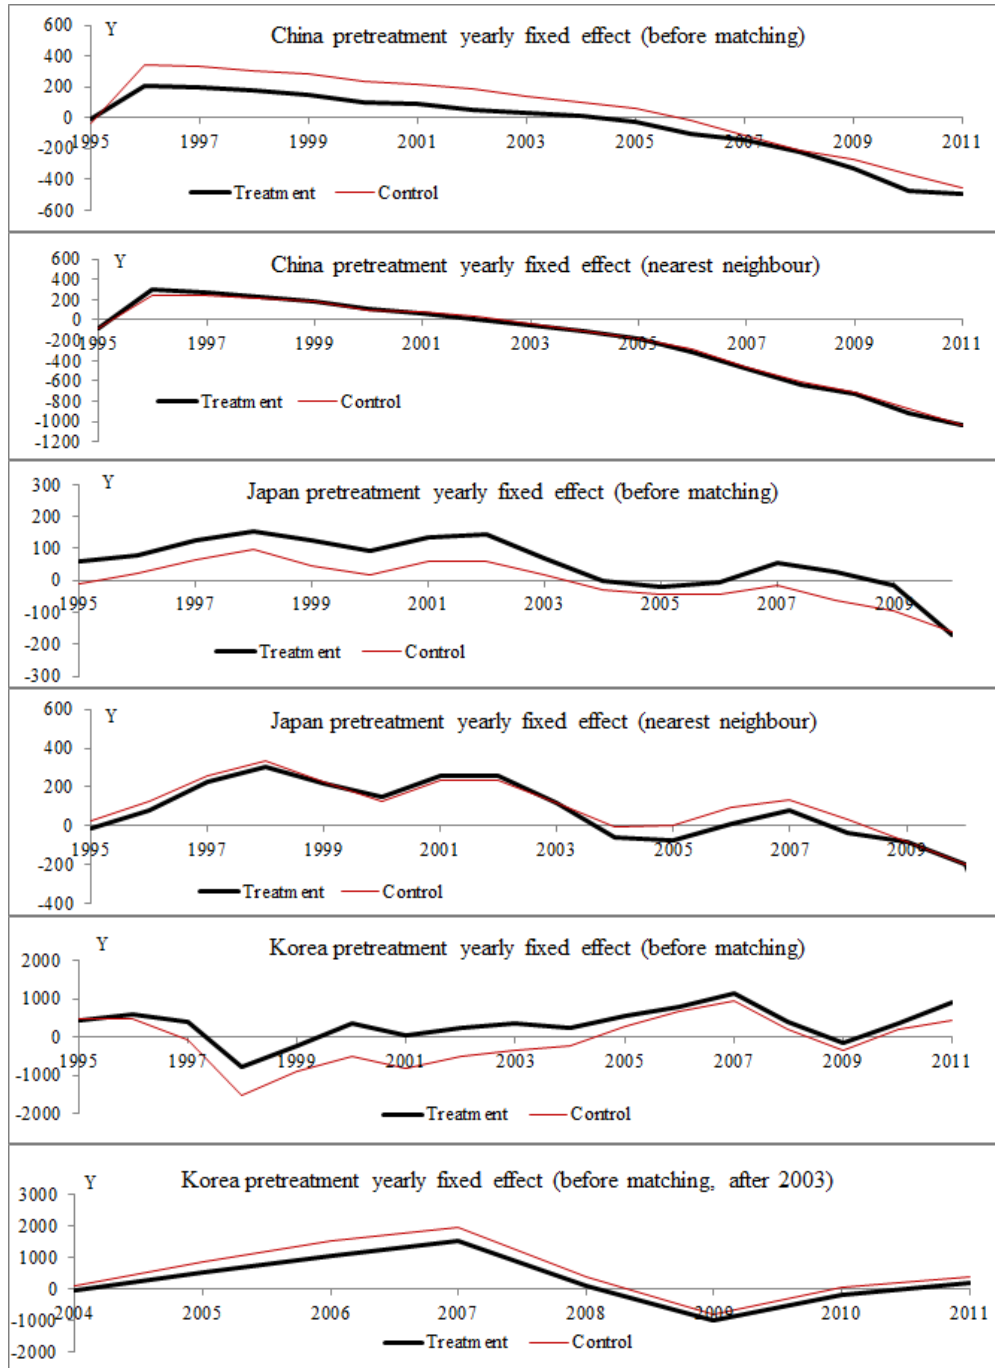 China pretreatment yearly fixed effect (before matching)
Y
600
400
200
0
-200
-400
-600
1995 1997 1999 2001 2003 2005 2007 2009 2011
Treatment Control
China pretreatment yearly fixed effect (nearest neighbour)
Y
600
400
200
0
-200
-400
-600
-800
-1000
-1200
1995 1997 1999 2001 2003 2005 2007 2009 2011
Treatment Control
Japan pretreatment yearly fixed effect (before matching)
Y
300
200
100
0
-100
-200
-300
1995 1997 1999 2001 2003 2005 2007 2009
Treatment Control
Japan pretreatment yearly fixed effect (nearest neighbour)
Y
600
400
200
0
-200
-400
1995 1997 1999 2001 2003 2005 2007 2009
Treatment Control
Korea pretreatment yearly fixed effect (before matching)
Y
2000
1000
0
-1000
-2000
1995 1997 1999 2001 2003 2005 2007 2009 2011
Treatment Control
Korea pretreatment yearly fixed effect (before matching, after 2003)
Y
3000
2000
1000
0
-1000
-2000
2004 2005 2006 2007 2008 2009 2010 2011
Treatment Control